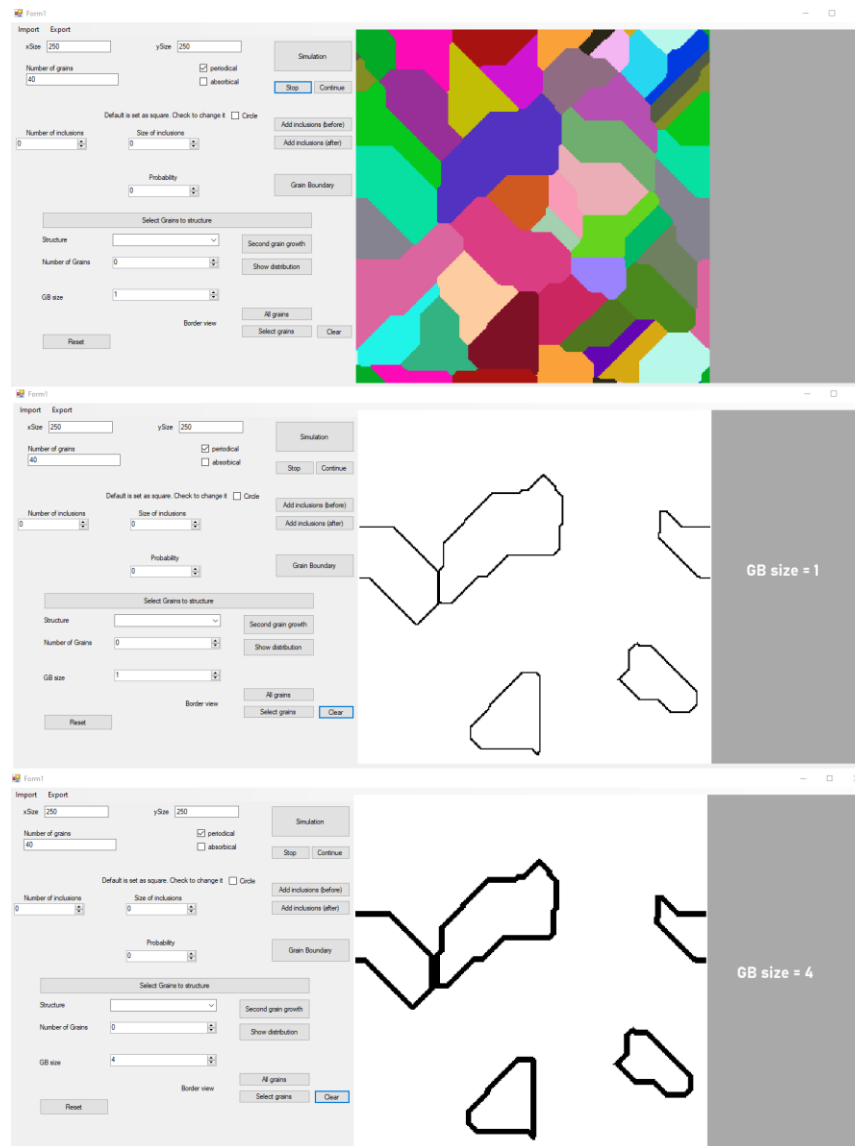 Form1
Import Export
xSize 250 ySize 250
Simulation
Number of grains
40
periodical
absorbical
Stop Continue
Default is set as square. Check to change it Circle
Add inclusions (before)
Number of inclusions Size of inclusions
0 0
Add inclusions (after)
Probability
0
Grain Boundary
Select Grains to structure
Structure
Second grain growth
Number of Grains 0
Show distribution
GB size 1
All grains
Border view
Select grains Clear
Reset
Form1
Import Export
xSize 250 ySize 250
Simulation
Number of grains
40
periodical
absorbical
Stop Continue
Default is set as square. Check to change it Circle
Add inclusions (before)
Number of inclusions Size of inclusions
0 0
Add inclusions (after)
Probability
0
Grain Boundary
GB size = 1
Select Grains to structure
Structure
Second grain growth
Number of Grains 0
Show distribution
GB size 1
All grains
Border view
Select grains Clear
Reset
Form1
Import Export
xSize 250 ySize 250
Simulation
Number of grains
40
periodical
absorbical
Stop Continue
Default is set as square. Check to change it Circle
Add inclusions (before)
Number of inclusions Size of inclusions
0 0
Add inclusions (after)
Probability
0
Grain Boundary
GB size = 4
Select Grains to structure
Structure
Second grain growth
Number of Grains 0
Show distribution
GB size 4
All grains
Border view
Select grains Clear
Reset